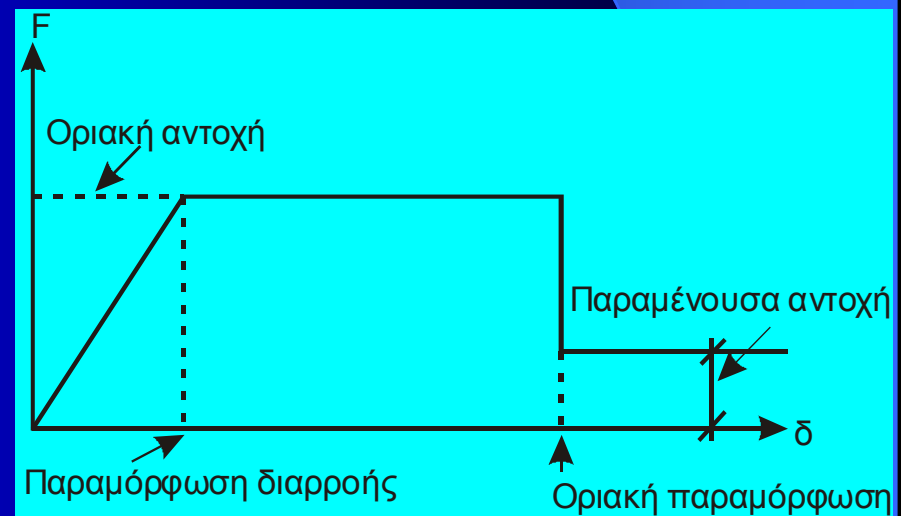 F
Οριακή αντοχή
Παραμένουσα αντοχή
δ
Παραμόρφωση διαρροής
Οριακή παραμόρφωση